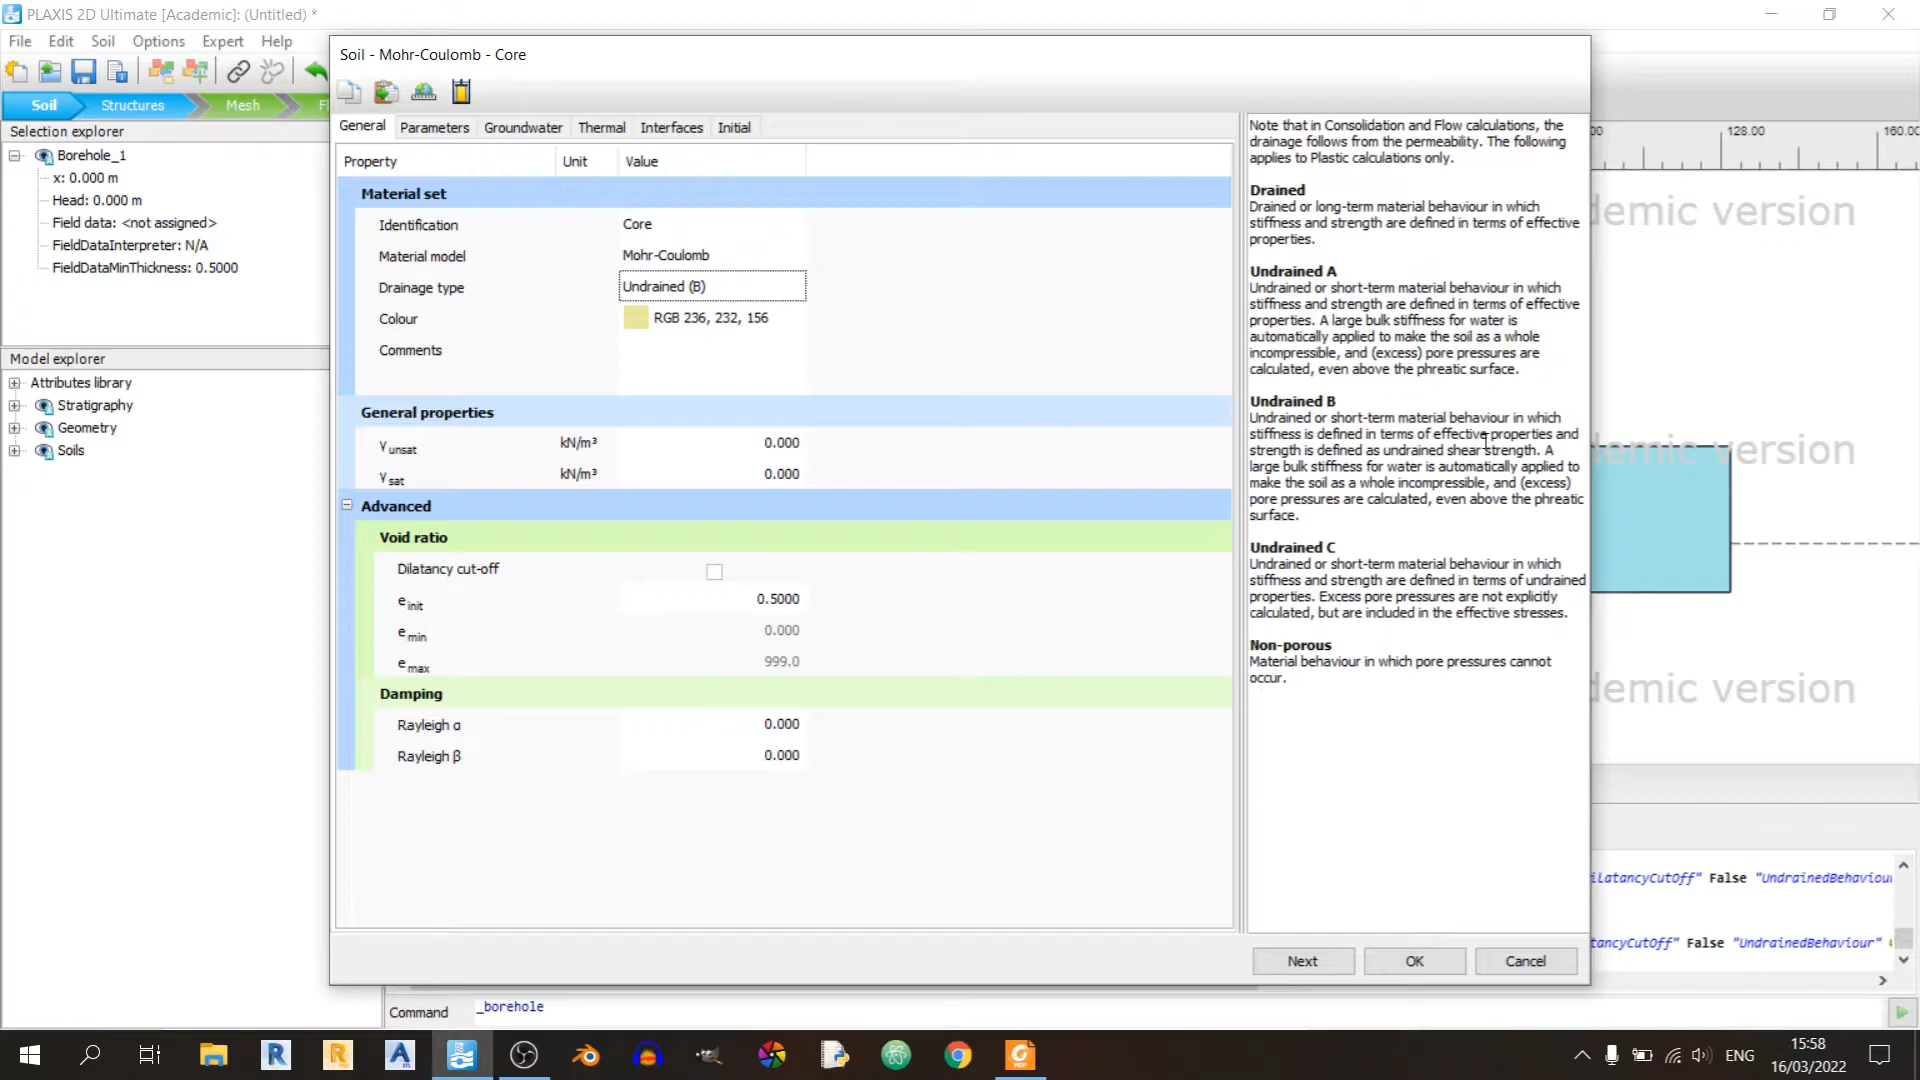 PLAXIS 2D Ultimate [Academic]: (Untitled) *
File Edit Soil Options Expert Help
Soil Structures Mesh F
Selection explorer
Borehole_1
x: 0.000 m
Head: 0.000 m
Field data: <not assigned>
FieldDataInterpreter: N/A
FieldDataMinThickness: 0.5000
Model explorer
Attributes library
Stratigraphy
Geometry
Soils
Soil - Mohr-Coulomb - Core
General Parameters Groundwater Thermal Interfaces Initial
Property Unit Value
Material set
Identification Core
Material model Mohr-Coulomb
Drainage type Undrained (B)
Colour RGB 236, 232, 156
Comments
General properties
γ unsat kN/m³ 0.000
γ sat kN/m³ 0.000
Advanced
Void ratio
Dilatancy cut-off
e init 0.5000
e min 0.000
e max 999.0
Damping
Rayleigh α 0.000
Rayleigh β 0.000
Note that in Consolidation and Flow calculations, the
drainage follows from the permeability. The following
applies to Plastic calculations only.
Drained
Drained or long-term material behaviour in which
stiffness and strength are defined in terms of effective
properties.
Undrained A
Undrained or short-term material behaviour in which
stiffness and strength are defined in terms of effective
properties. A large bulk stiffness for water is
automatically applied to make the soil as a whole
incompressible, and (excess) pore pressures are
calculated, even above the phreatic surface.
Undrained B
Undrained or short-term material behaviour in which
stiffness is defined in terms of effective properties and
strength is defined as undrained shear strength. A
large bulk stiffness for water is automatically applied to
make the soil as a whole incompressible, and (excess)
pore pressures are calculated, even above the phreatic
surface.
Undrained C
Undrained or short-term material behaviour in which
stiffness and strength are defined in terms of undrained
properties. Excess pore pressures are not explicitly
calculated, but are included in the effective stresses.
Non-porous
Material behaviour in which pore pressures cannot
occur.
Next OK Cancel
00 128.00 160.00
demic version
demic version
demic version
ilatancyCutOff" False "UndrainedBehaviour
tancyCutOff" False "UndrainedBehaviour"
Command _borehole
ENG
15:58
16/03/2022